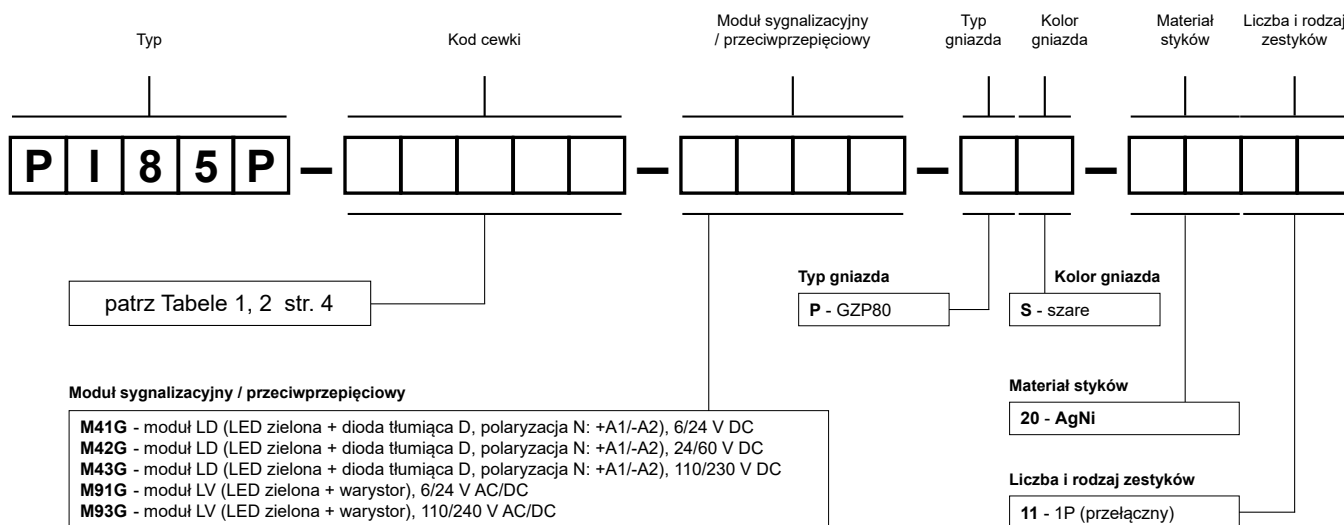 Typ
Kod cewki
Moduł sygnalizacyjny
/ przeciwprzepięciowy
Typ
gniazda
Kolor
gniazda
Materiał
styków
Liczba i rodzaj
zestyków
P I 8 5 P – – – –
patrz Tabele 1, 2 str. 4
Typ gniazda
P - GZP80
Kolor gniazda
S - szare
Moduł sygnalizacyjny / przeciwprzepięciowy
M41G - moduł LD (LED zielona + dioda tłumiąca D, polaryzacja N: +A1/-A2), 6/24 V DC
M42G - moduł LD (LED zielona + dioda tłumiąca D, polaryzacja N: +A1/-A2), 24/60 V DC
M43G - moduł LD (LED zielona + dioda tłumiąca D, polaryzacja N: +A1/-A2), 110/230 V DC
M91G - moduł LV (LED zielona + warystor), 6/24 V AC/DC
M93G - moduł LV (LED zielona + warystor), 110/240 V AC/DC
Materiał styków
20 - AgNi
Liczba i rodzaj zestyków
11 - 1P (przełączny)